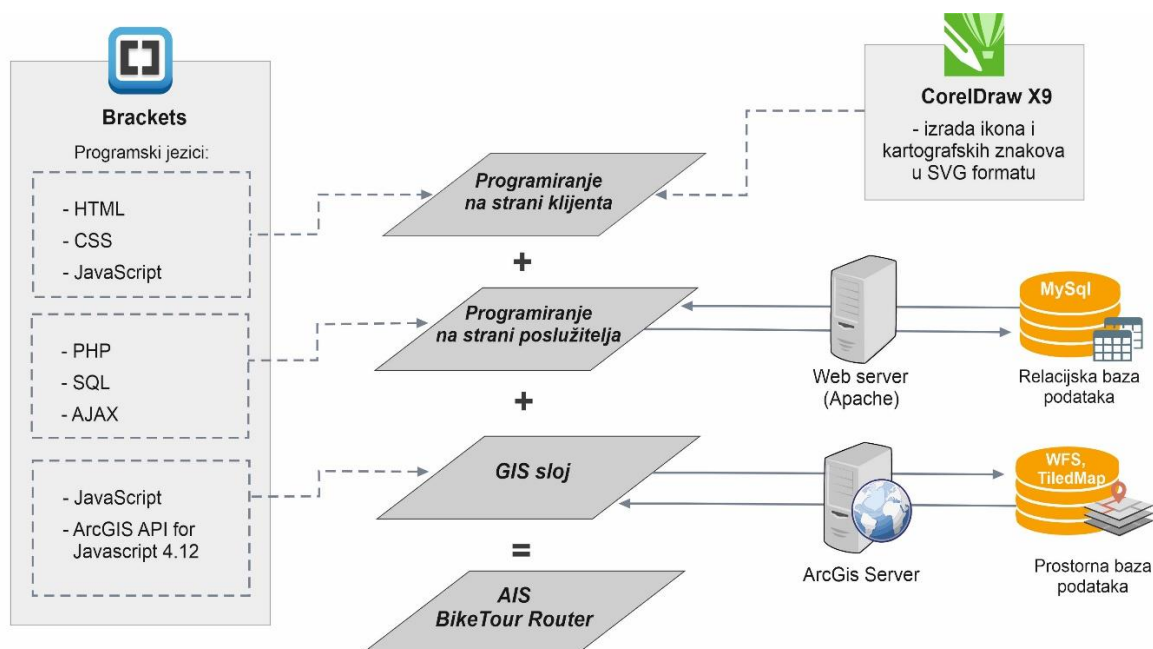 Brackets
Programski jezici:
- HTML
- CSS
- JavaScript
- PHP
- SQL
- AJAX
- JavaScript
- ArcGIS API for
Javascript 4.12
Programiranje
na strani klijenta
+
Programiranje
na strani poslužitelja
+
GIS sloj
=
AIS
BikeTour Router
CorelDraw X9
- izrada ikona i
kartografskih znakova
u SVG formatu
Web server
(Apache)
MySql
Relacijska baza
podataka
ArcGis Server
WFS,
TiledMap
Prostorna baza
podataka